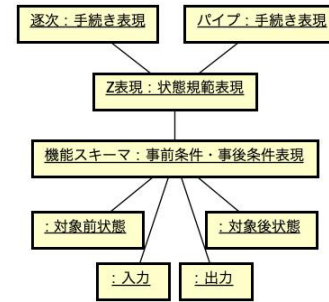 逐次：手続き表現
パイプ：手続き表現
Z表現：状態規範表現
機能スキーマ：事前条件・事後条件表現
：対象前状態
：対象後状態
：入力
：出力